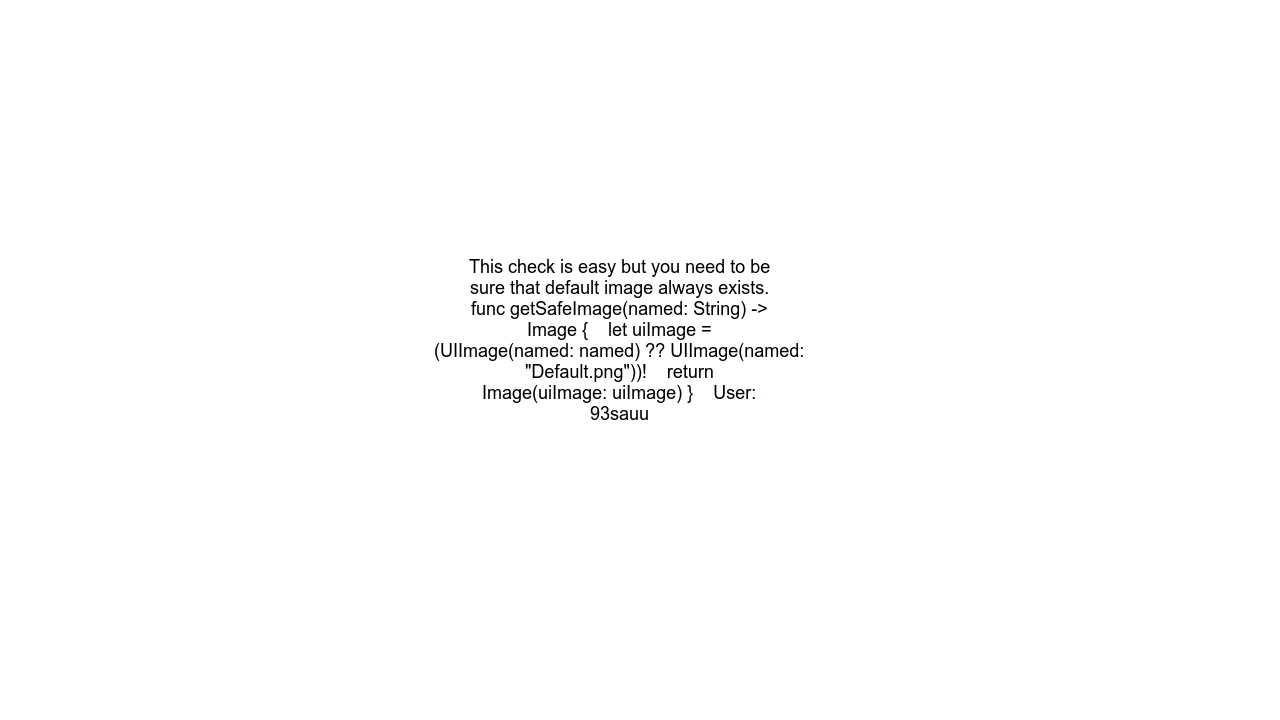 This check is easy but you need to be
sure that default image always exists.
func getSafeImage(named: String) ->
Image {    let uiImage =
(UIImage(named: named) ?? UIImage(named:
"Default.png"))!    return
Image(uiImage: uiImage) }    User:
93sauu